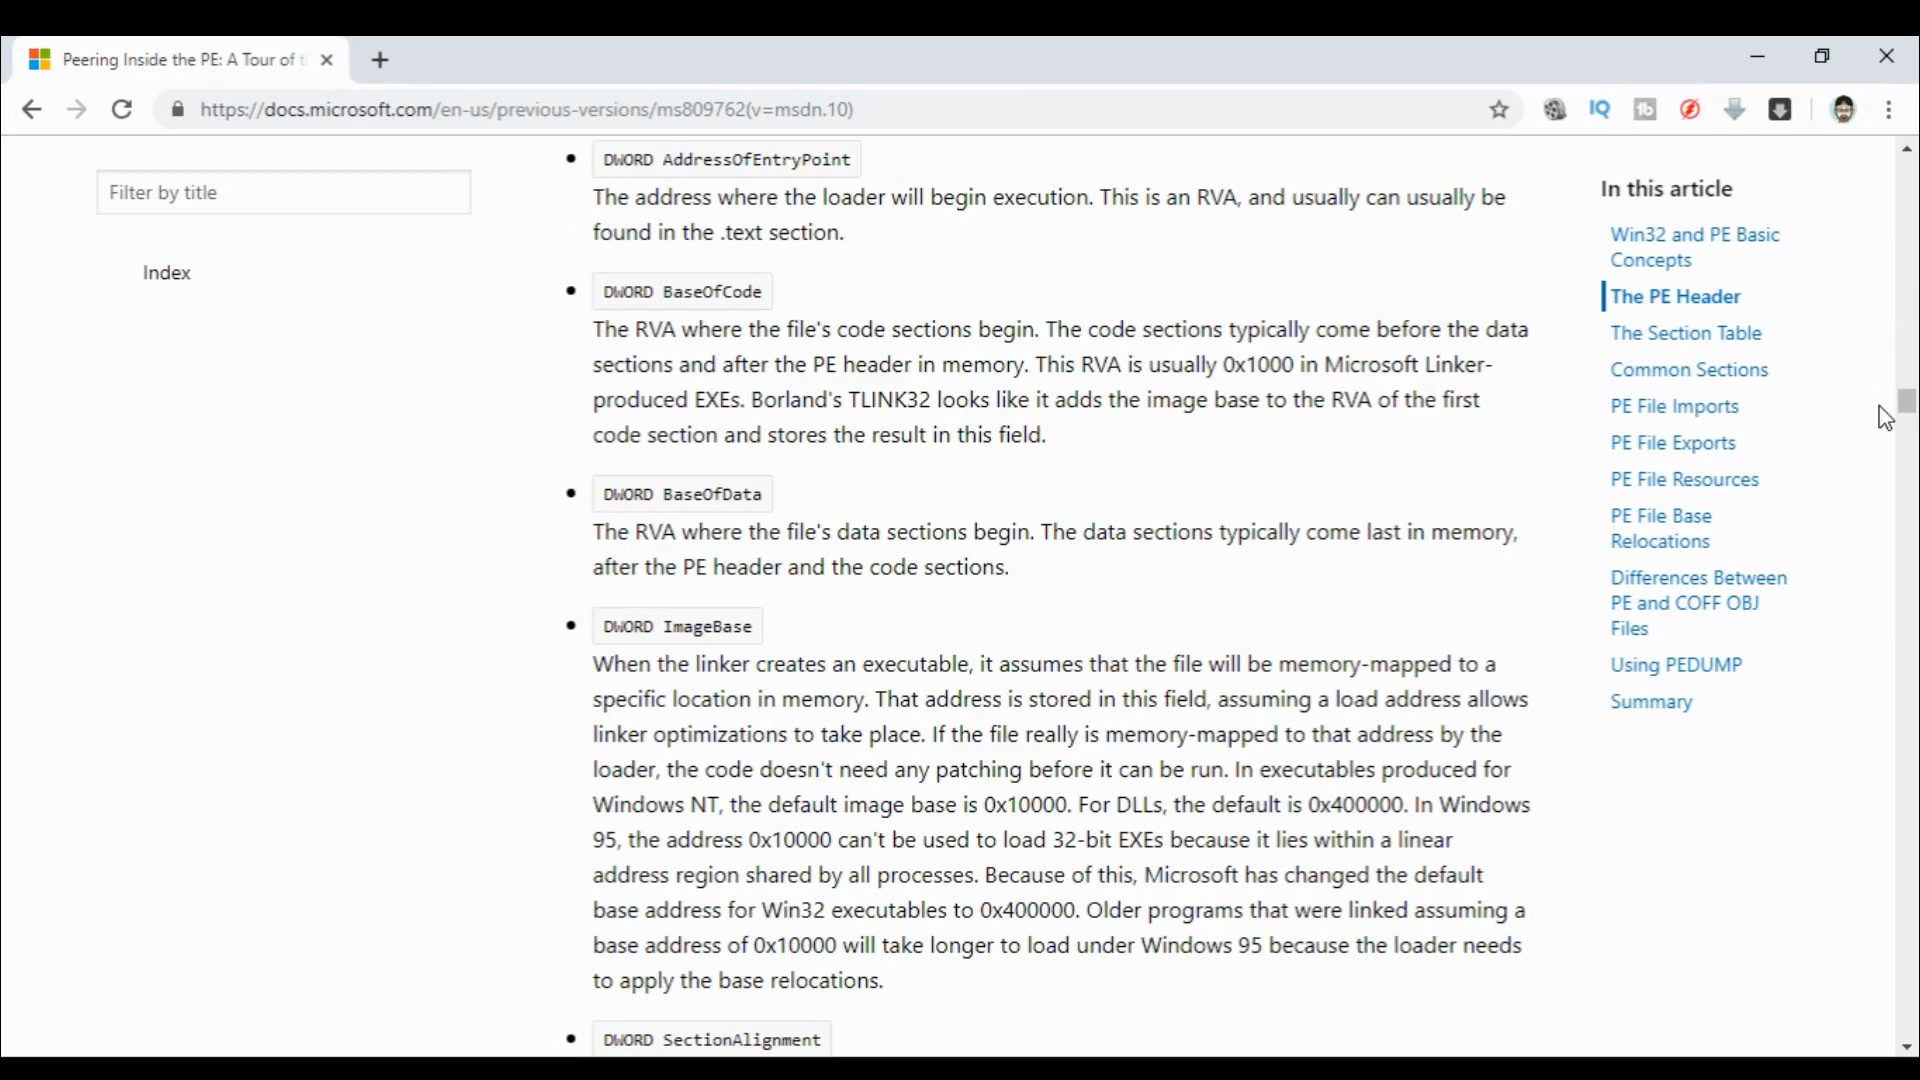 Peering Inside the PE: A Tour of t
https://docs.microsoft.com/en-us/previous-versions/ms809762(v=msdn.10)
IQ
Filter by title
Index
DWORD AddressOfEntryPoint
The address where the loader will begin execution. This is an RVA, and usually can usually be
found in the .text section.
DWORD BaseOfCode
The RVA where the file's code sections begin. The code sections typically come before the data
sections and after the PE header in memory. This RVA is usually 0x1000 in Microsoft Linker-
produced EXEs. Borland's TLINK32 looks like it adds the image base to the RVA of the first
code section and stores the result in this field.
DWORD BaseOfData
The RVA where the file's data sections begin. The data sections typically come last in memory,
after the PE header and the code sections.
DWORD ImageBase
When the linker creates an executable, it assumes that the file will be memory-mapped to a
specific location in memory. That address is stored in this field, assuming a load address allows
linker optimizations to take place. If the file really is memory-mapped to that address by the
loader, the code doesn't need any patching before it can be run. In executables produced for
Windows NT, the default image base is 0x10000. For DLLs, the default is 0x400000. In Windows
95, the address 0x10000 can't be used to load 32-bit EXEs because it lies within a linear
address region shared by all processes. Because of this, Microsoft has changed the default
base address for Win32 executables to 0x400000. Older programs that were linked assuming a
base address of 0x10000 will take longer to load under Windows 95 because the loader needs
to apply the base relocations.
DWORD SectionAlignment
In this article
Win32 and PE Basic
Concepts
The PE Header
The Section Table
Common Sections
PE File Imports
PE File Exports
PE File Resources
PE File Base
Relocations
Differences Between
PE and COFF OBJ
Files
Using PEDUMP
Summary